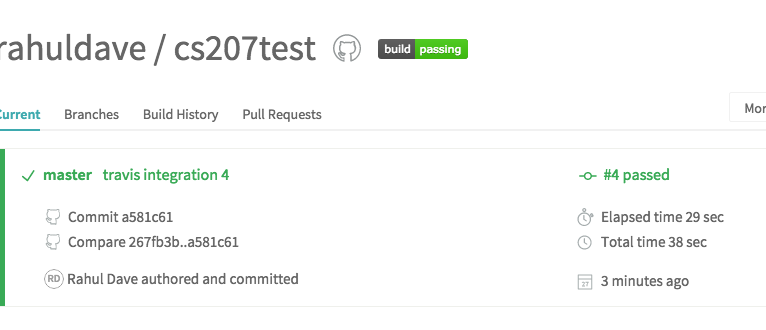 rahuldave / cs207test build passing
Current Branches Build History Pull Requests Mor
master travis integration 4 #4 passed
Commit a581c61 Elapsed time 29 sec
Compare 267fb3b..a581c61 Total time 38 sec
RD Rahul Dave authored and committed 27 3 minutes ago